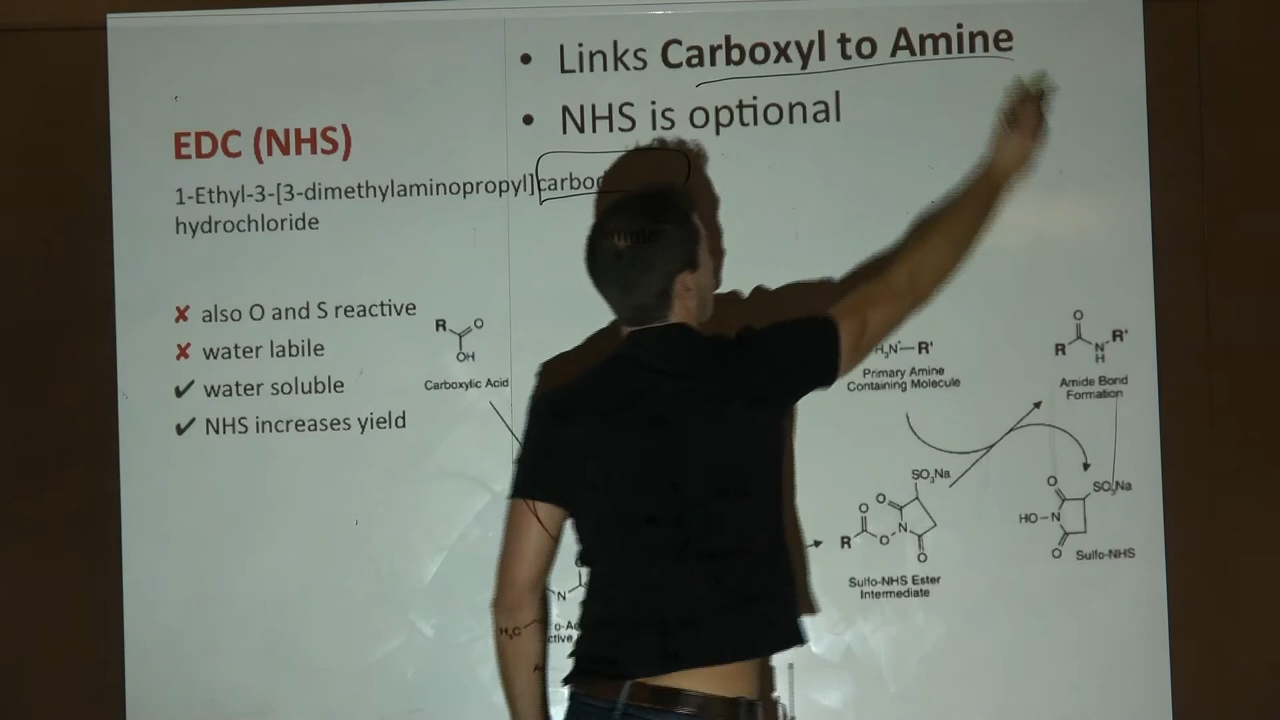 • Links Carboxyl to Amine
• NHS is optional
EDC (NHS)
1-Ethyl-3-[3-dimethylaminopropyl]
hydrochloride
✘ also O and S reactive
✘ water labile
✔ water soluble
✔ NHS increases yield
R
O
OH
Carboxylic Acid
R'
Primary Amine
Containing Molecule
O
R
N
H
R'
Amide Bond
Formation
SO₃Na
O
O
R
O
N
O
Sulfo-NHS Ester
Intermediate
O
HO-N
O
SO₃Na
Sulfo-NHS
N
H₃C